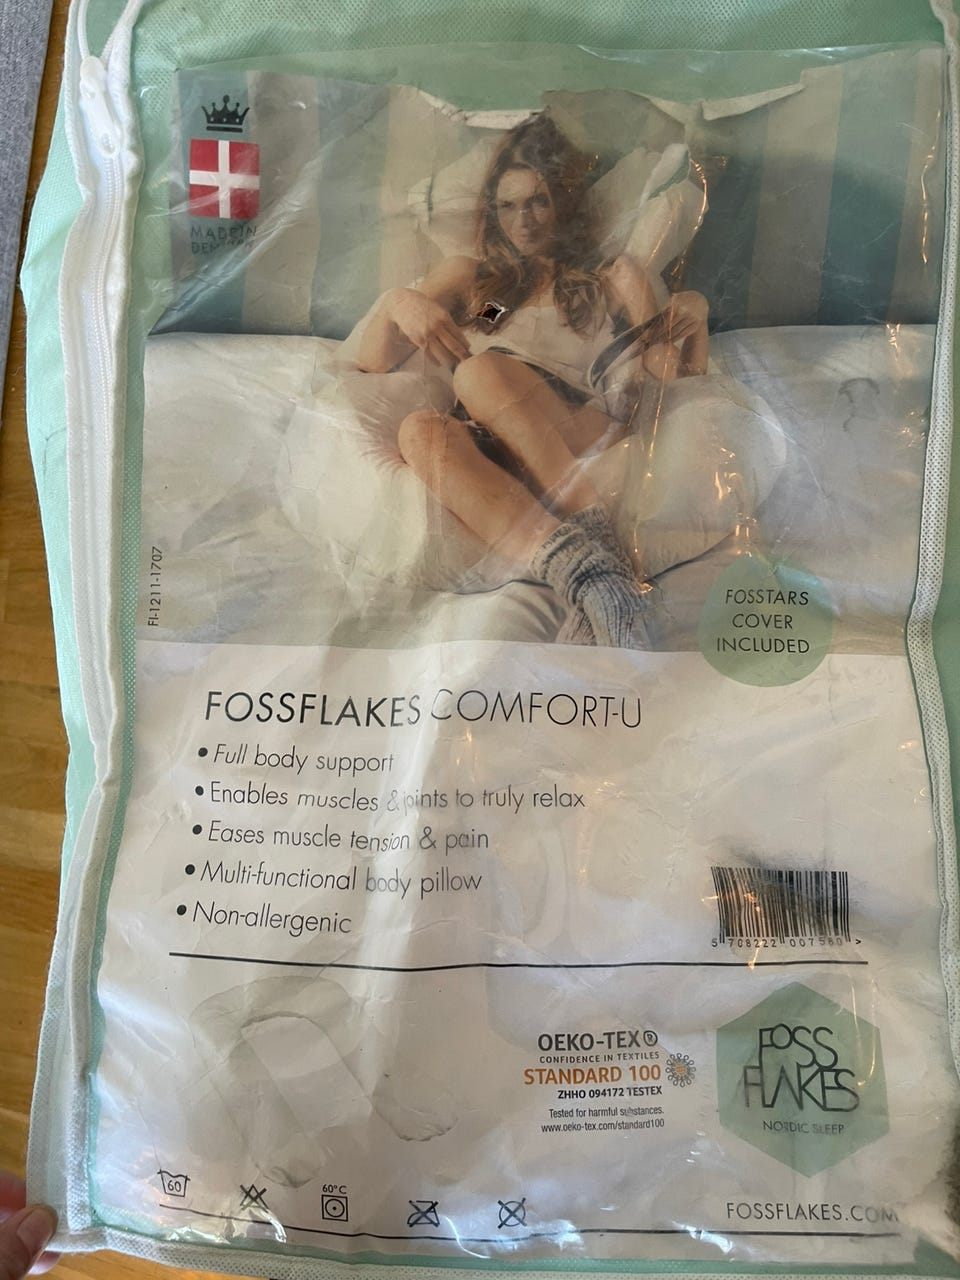 MADE IN
DENMARK
FI-1211-1707
FOSSTARS
COVER
INCLUDED
FOSSFLAKES COMFORT-U
• Full body support
• Enables muscles & joints to truly relax
• Eases muscle tension & pain
• Multi-functional body pillow
• Non-allergenic
5 708222 007580 >
OEKO-TEX®
CONFIDENCE IN TEXTILES
STANDARD 100
ZHHO 094172 TESTEX
Tested for harmful substances.
www.oeko-tex.com/standard100
FOSS
FLAKES
NORDIC SLEEP
60
60°C
FOSSFLAKES.COM